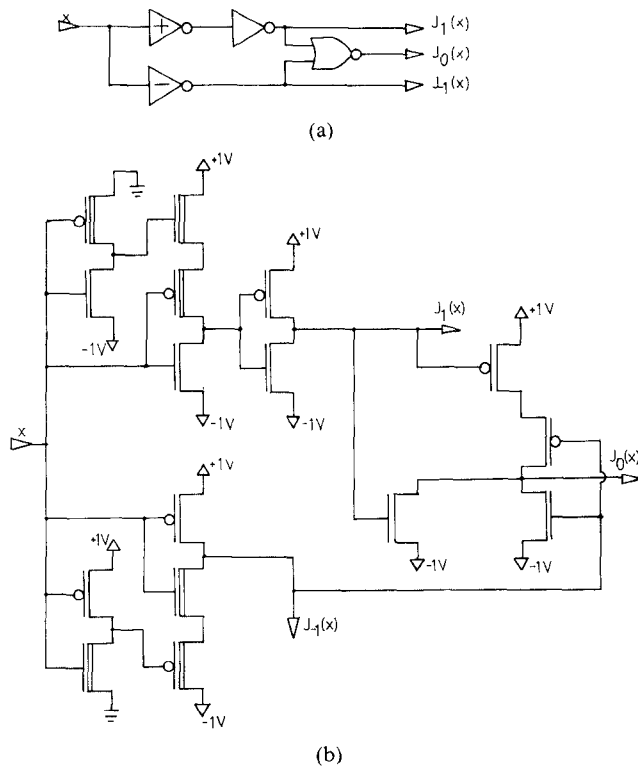 x
+
J₁(x)
J₀(x)
−
J₋₁(x)
(a)
+1V
+1V
+1V
-1V
J₁(x)
+1V
-1V
-1V
x
J₀(x)
+1V
+1V
-1V
-1V
J₋₁(x)
-1V
(b)